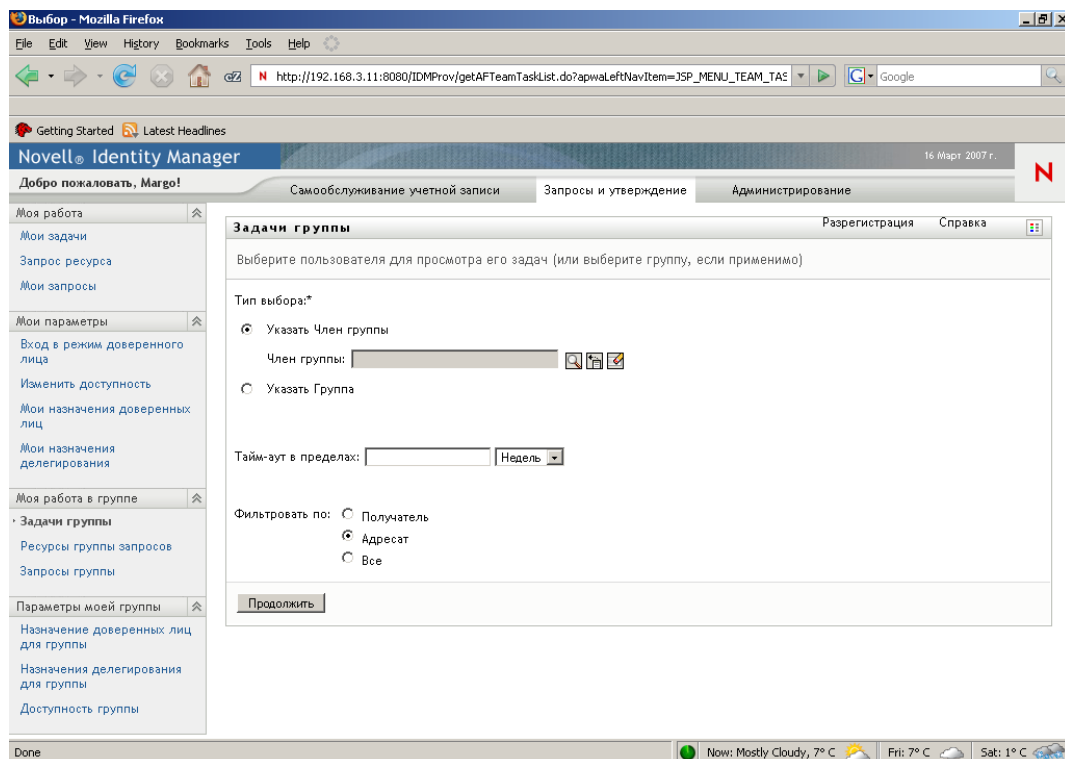 Выбор - Mozilla Firefox
File Edit View History Bookmarks Tools Help
N http://192.168.3.11:8080/IDMProv/getAFTeamTaskList.do?apwaLeftNavItem=JSP_MENU_TEAM_TAS
G Google
Getting Started Latest Headlines
Novell® Identity Manager
16 Март 2007 г.
N
Добро пожаловать, Margo!
Самообслуживание учетной записи
Запросы и утверждение
Администрирование
Моя работа
Мои задачи
Запрос ресурса
Мои запросы
Мои параметры
Вход в режим доверенного
лица
Изменить доступность
Мои назначения доверенных
лиц
Мои назначения
делегирования
Моя работа в группе
Задачи группы
Ресурсы группы запросов
Запросы группы
Параметры моей группы
Назначение доверенных лиц
для группы
Назначения делегирования
для группы
Доступность группы
Задачи группы
Разрегистрация Справка
Выберите пользователя для просмотра его задач (или выберите группу, если применимо)
Тип выбора:*
Указать Член группы
Член группы:
Указать Группа
Тайм-аут в пределах: Недель
Фильтровать по: Получатель
Адресат
Все
Продолжить
Done
Now: Mostly Cloudy, 7° C Fri: 7° C Sat: 1° C